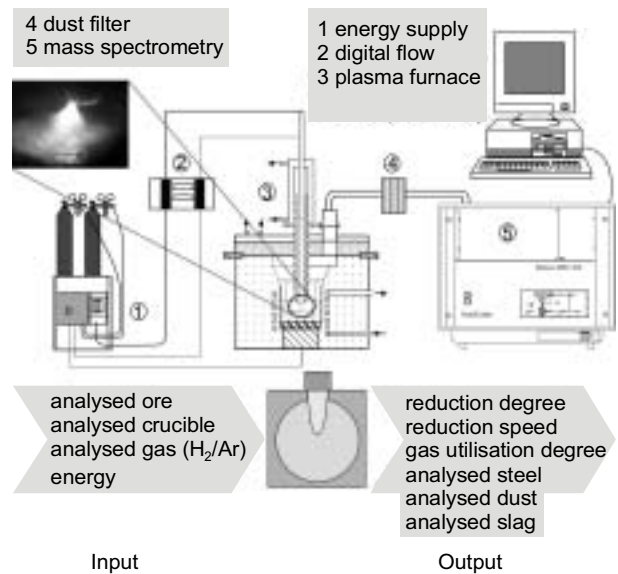 4 dust filter
5 mass spectrometry
1 energy supply
2 digital flow
3 plasma furnace
②
③
④
⑤
①
analysed ore
analysed crucible
analysed gas (H₂/Ar)
energy
reduction degree
reduction speed
gas utilisation degree
analysed steel
analysed dust
analysed slag
Input
Output